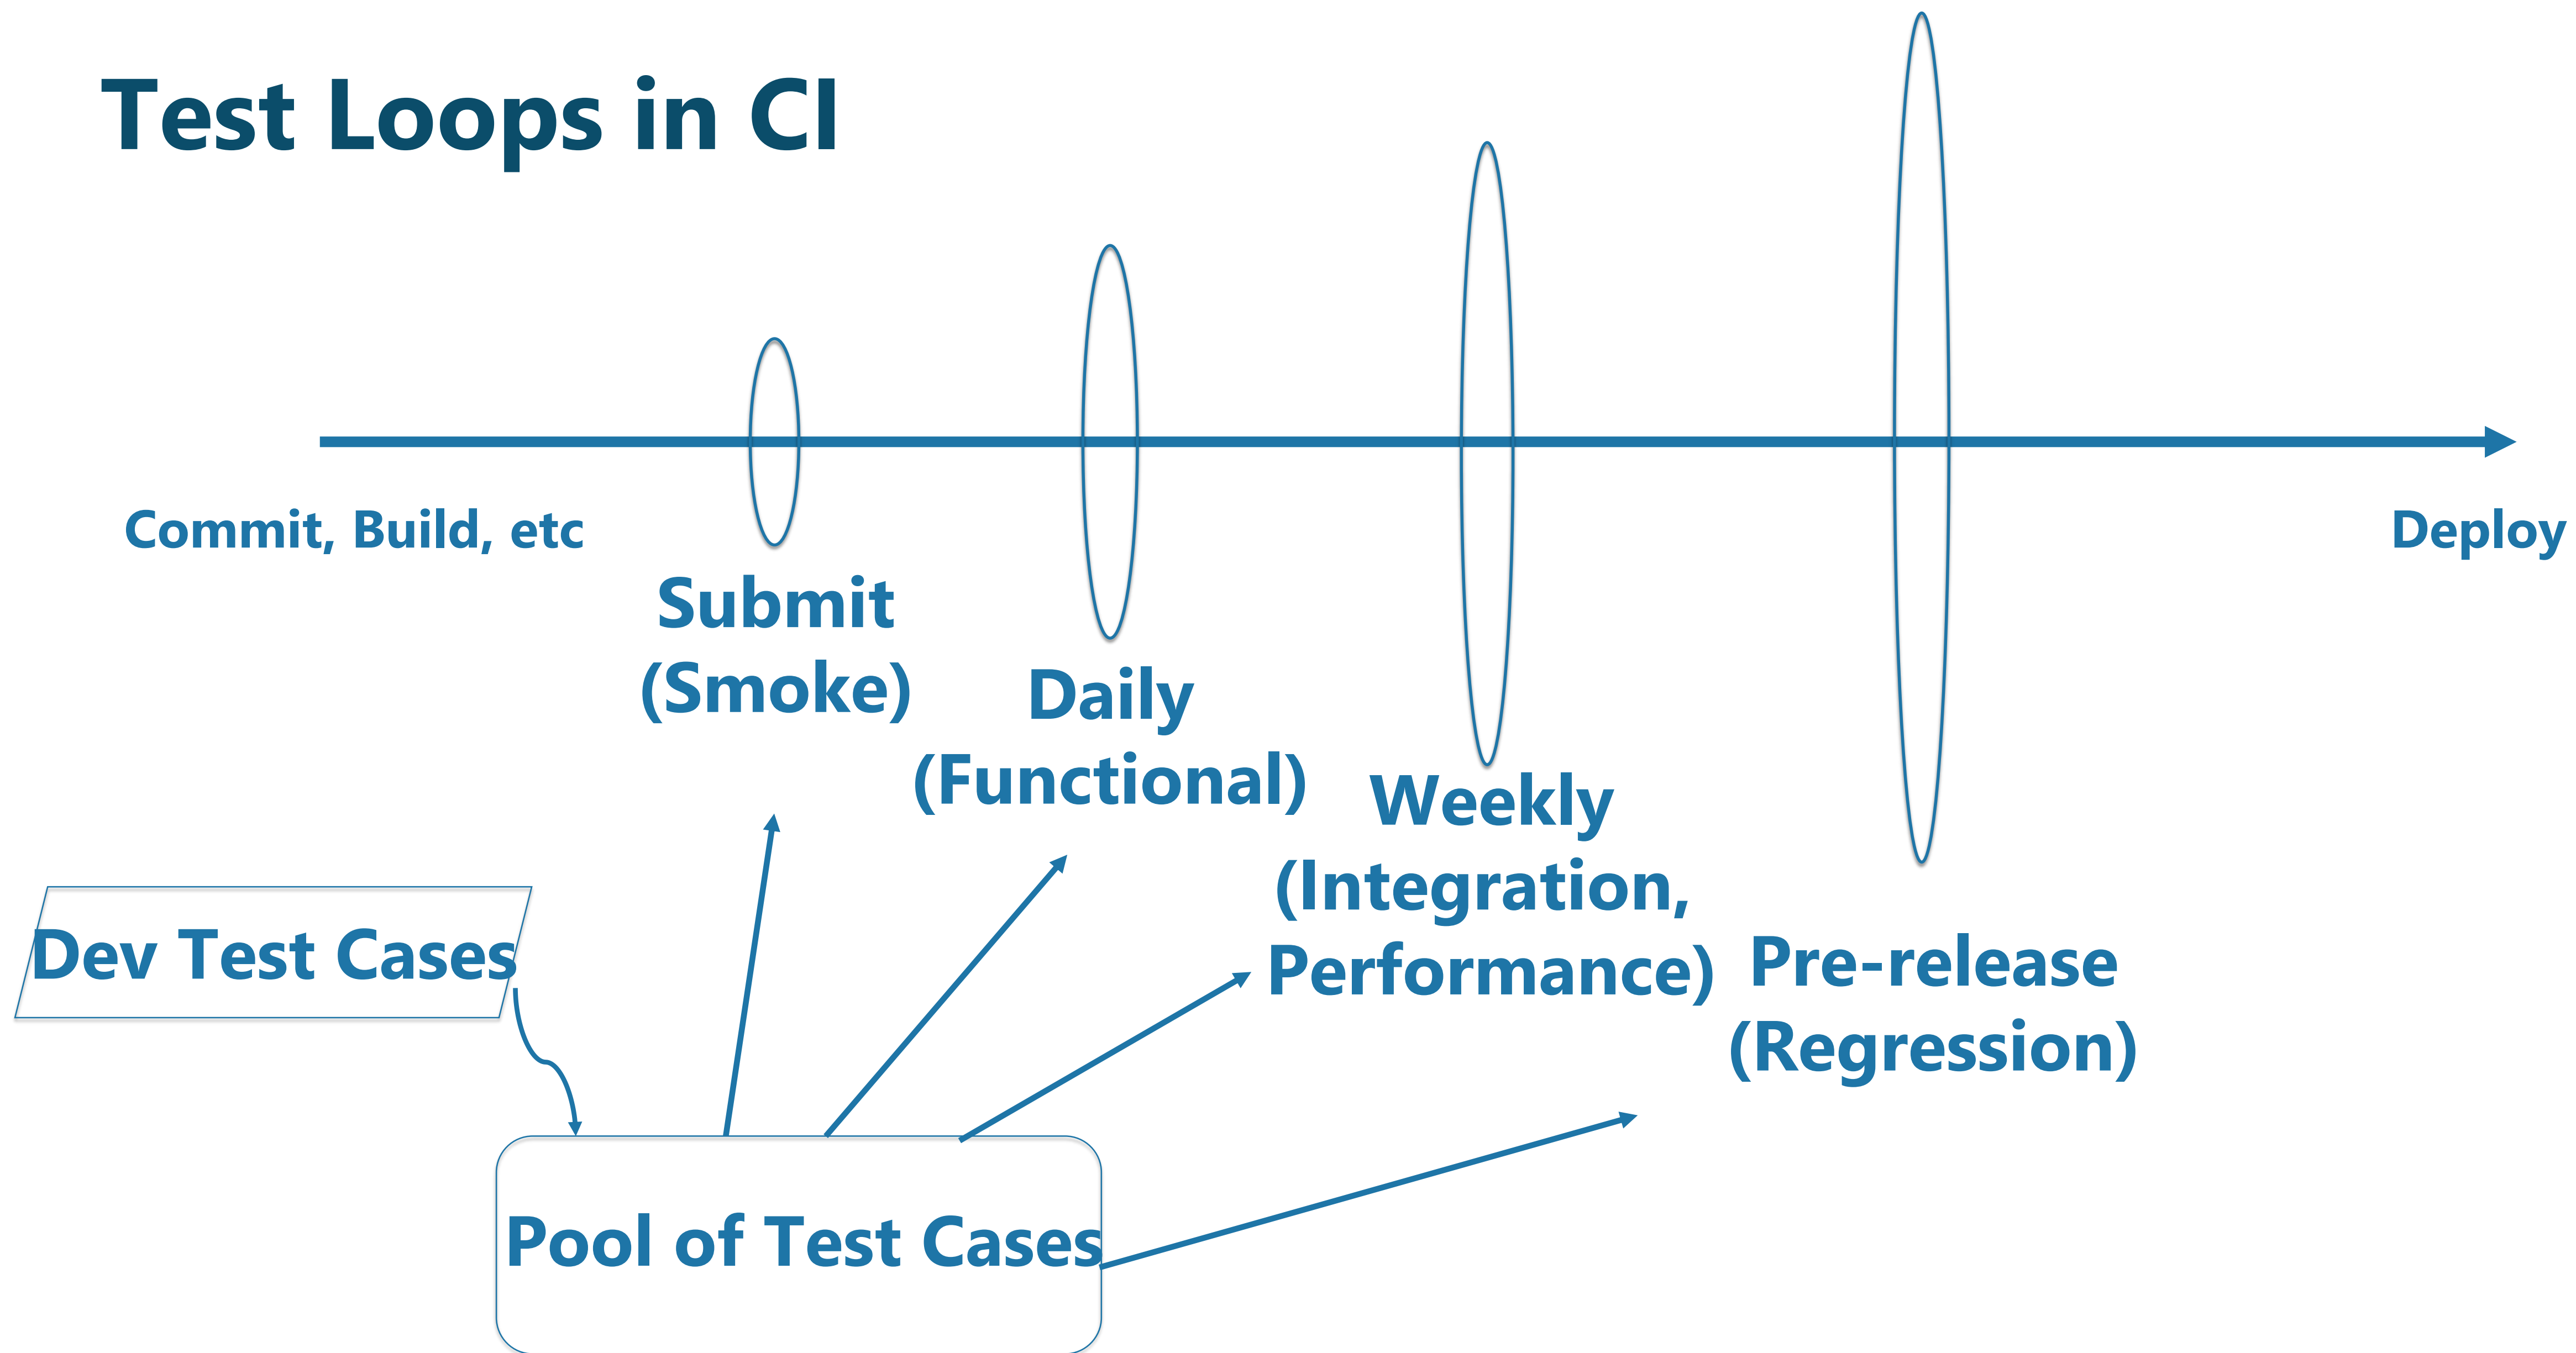 Test Loops in CI
Commit, Build, etc
Deploy
Submit
(Smoke)
Daily
(Functional)
Weekly
(Integration,
Performance)
Pre-release
(Regression)
Dev Test Cases
Pool of Test Cases